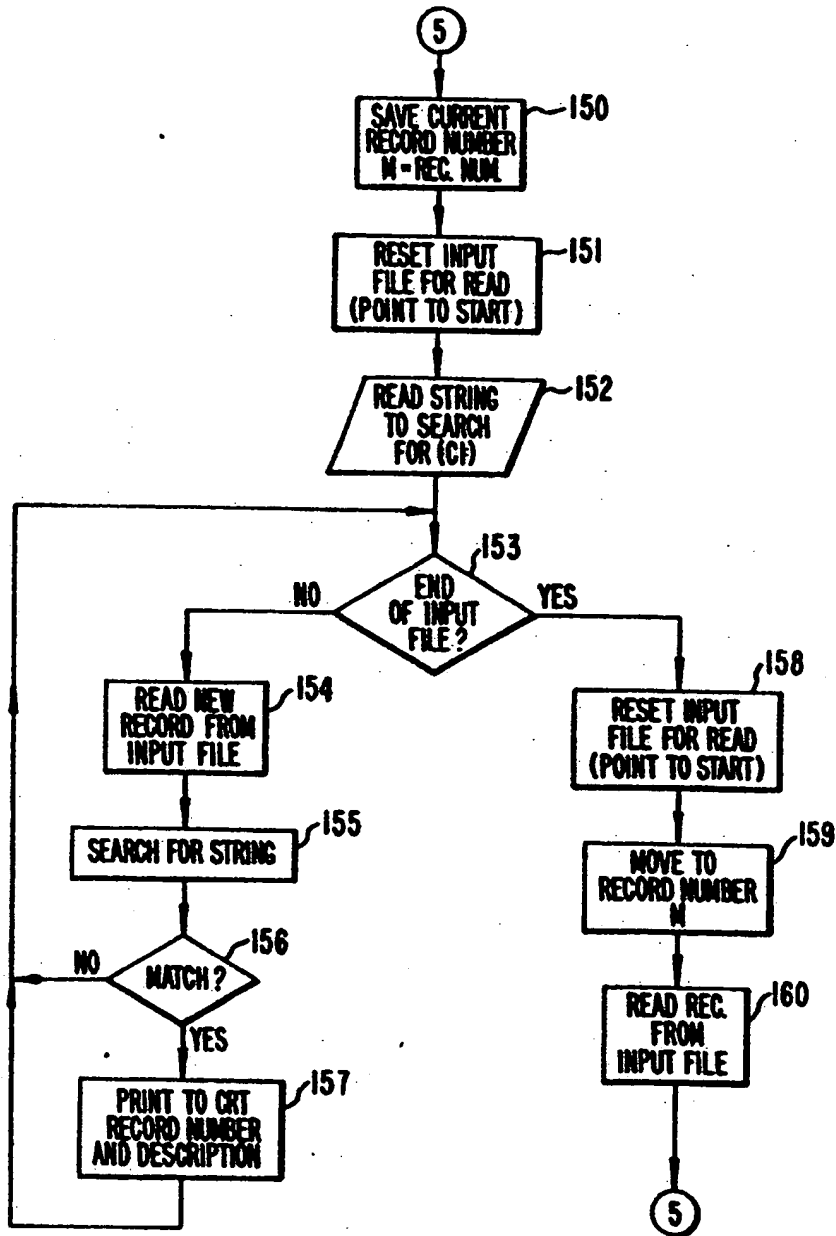 5
SAVE CURRENT
RECORD NUMBER
M = REC. NUM.
150
RESET INPUT
FILE FOR READ
(POINT TO START)
151
READ STRING
TO SEARCH
FOR
152
153
END
OF INPUT
FILE?
NO
YES
READ NEW
RECORD FROM
INPUT FILE
154
SEARCH FOR STRING
155
156
MATCH?
NO
YES
PRINT TO CRT
RECORD NUMBER
AND DESCRIPTION
157
158
RESET INPUT
FILE FOR READ
(POINT TO START)
159
MOVE TO
RECORD NUMBER
M
160
READ REC.
FROM
INPUT FILE
5